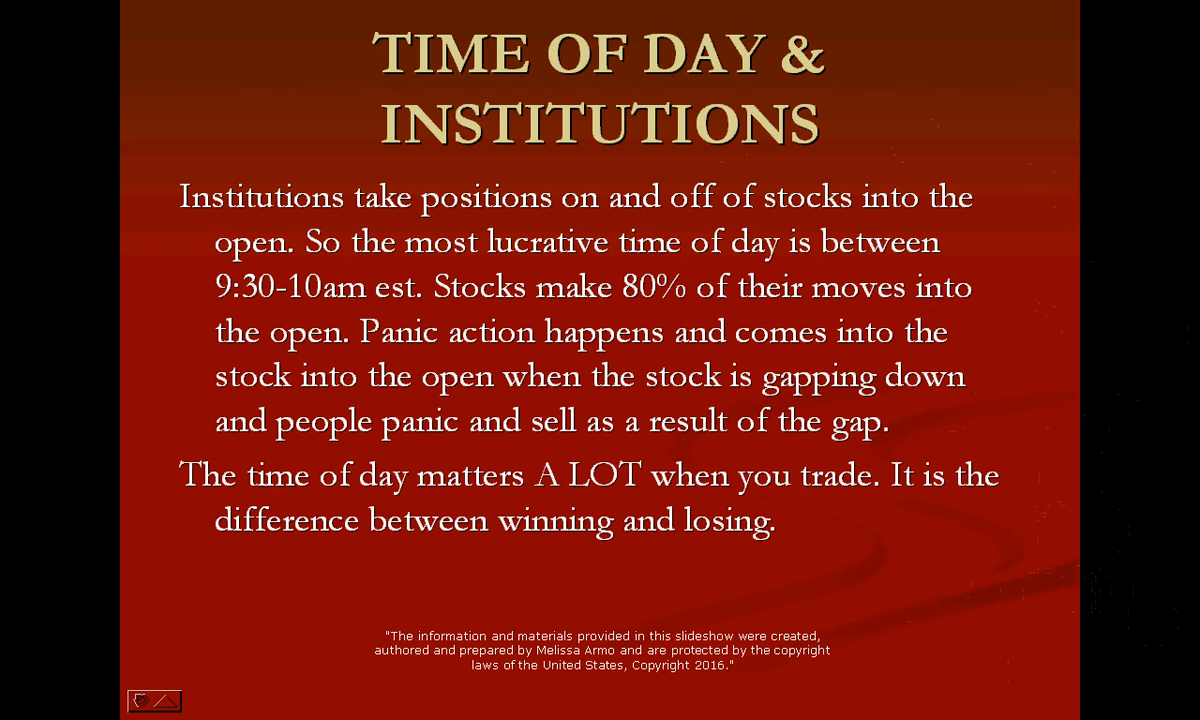 TIME OF DAY &
INSTITUTIONS
Institutions take positions on and off of stocks into the
open. So the most lucrative time of day is between
9:30-10am est. Stocks make 80% of their moves into
the open. Panic action happens and comes into the
stock into the open when the stock is gapping down
and people panic and sell as a result of the gap.
The time of day matters A LOT when you trade. It is the
difference between winning and losing.
"The information and materials provided in this slideshow were created,
authored and prepared by Melissa Armo and are protected by the copyright
laws of the United States, Copyright 2016."